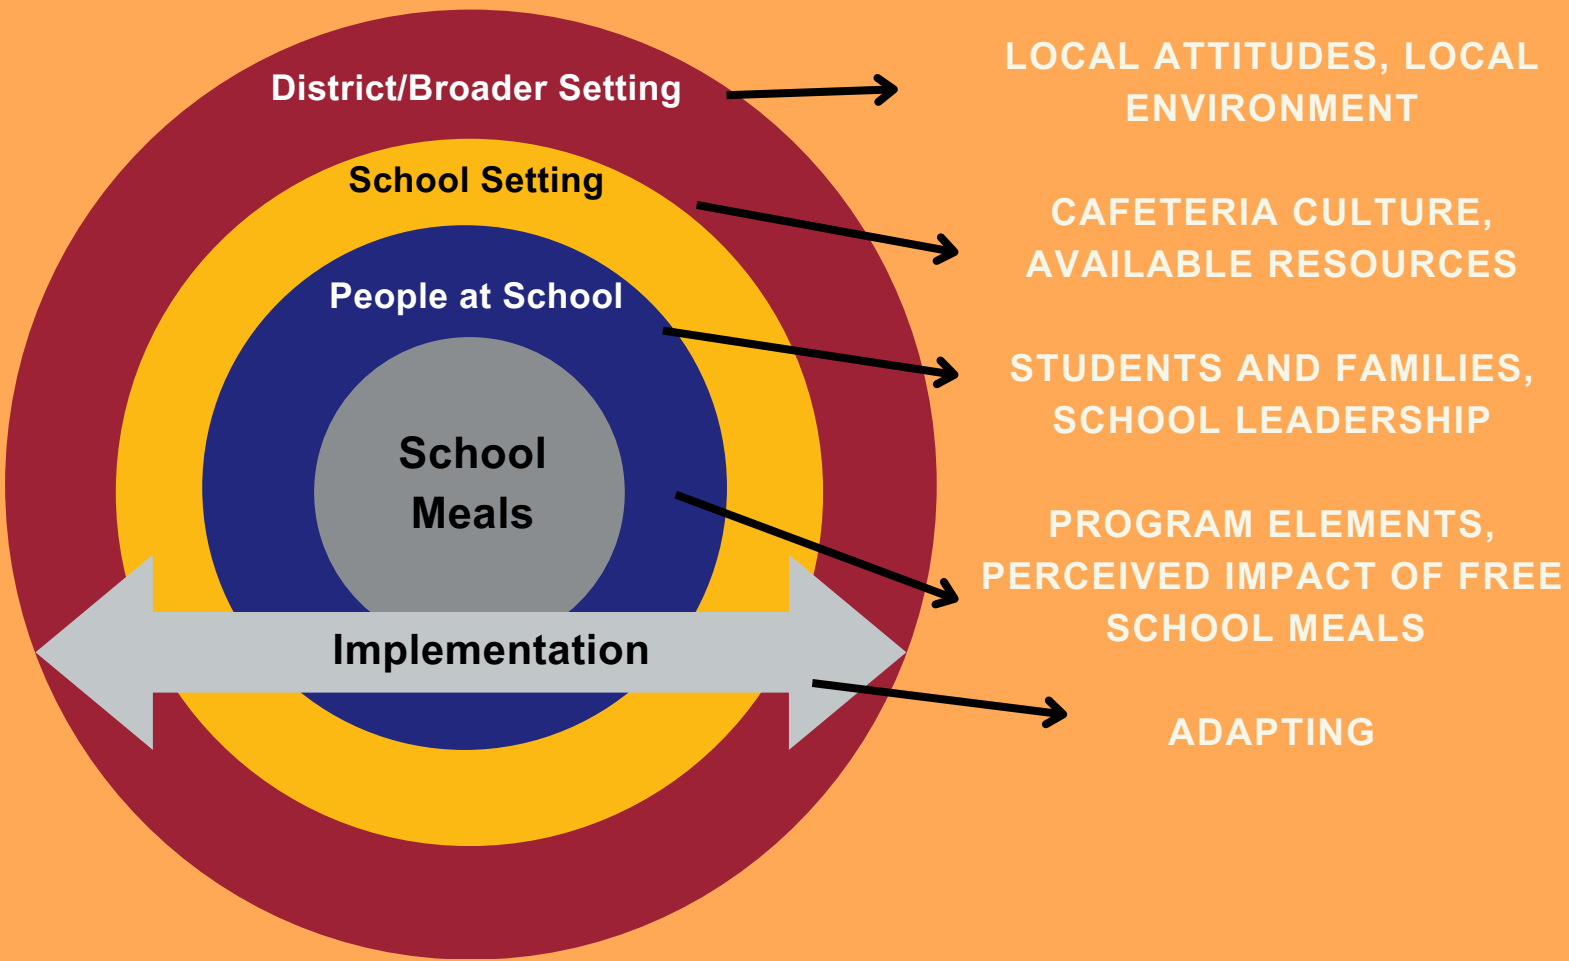 District/Broader Setting
School Setting
People at School
School
Meals
Implementation
LOCAL ATTITUDES, LOCAL
ENVIRONMENT
CAFETERIA CULTURE,
AVAILABLE RESOURCES
STUDENTS AND FAMILIES,
SCHOOL LEADERSHIP
PROGRAM ELEMENTS,
PERCEIVED IMPACT OF FREE
SCHOOL MEALS
ADAPTING